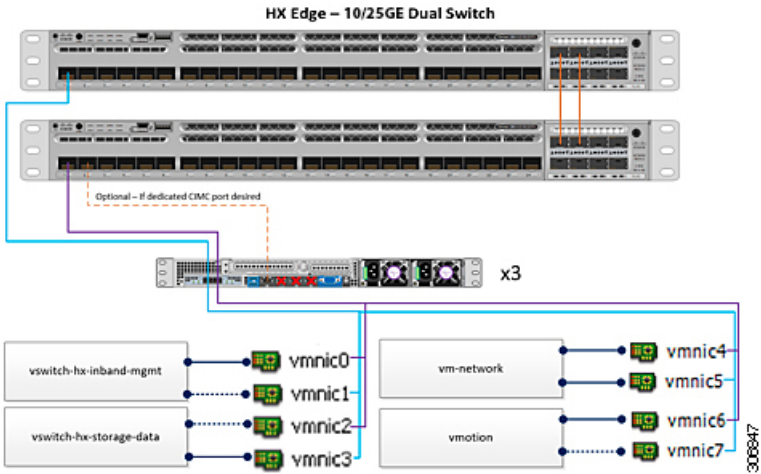 HX Edge – 10/25GE Dual Switch
Optional – If dedicated CIMC port desired
x3
vswitch-hx-inband-mgmt
vmnic0
vmnic1
vswitch-hx-storage-data
vmnic2
vmnic3
vm-network
vmnic4
vmnic5
vmotion
vmnic6
vmnic7
306847